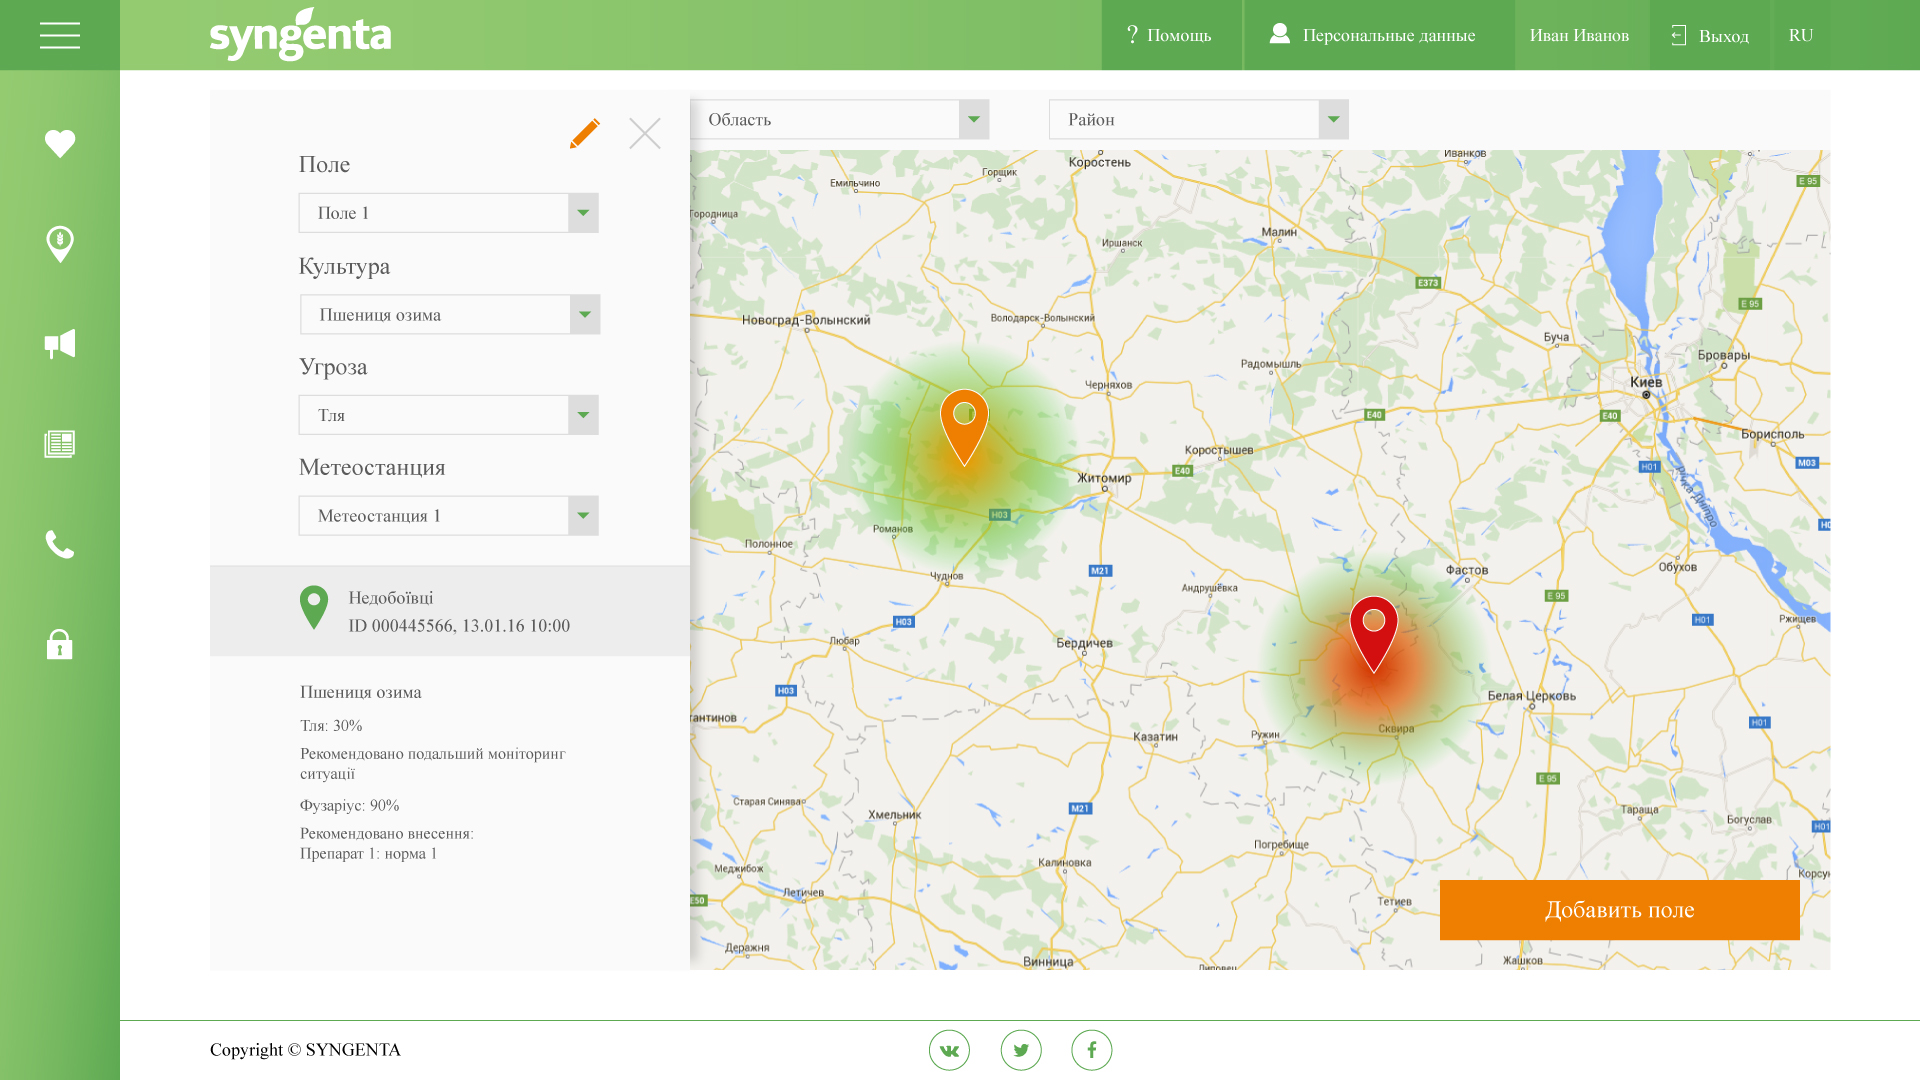 syngenta
? Помощь
Персональные данные
Иван Иванов
Выход
RU
Поле
Поле 1
Культура
Пшениця озима
Угроза
Тля
Метеостанция
Метеостанция 1
Недобоївці
ID 000445566, 13.01.16 10:00
Пшениця озима
Тля: 30%
Рекомендовано подальший моніторинг
ситуації
Фузаріус: 90%
Рекомендовано внесення:
Препарат 1: норма 1
Область
Район
Коростень
Иванков
Горщик
Емильчино
E 95
Городница
Малин
Иршанск
E373
E 95
Новоград-Волынский
Володарск-Волынский
Буча
Бровары
Радомышль
Киев
Черняхов
E40
E40
Борисполь
Коростышев
E40
H01
M03
Житомир
річка Дніпро
H03
Романов
Полонное
M21
Фастов
Обухов
Чуднов
Андрушёвка
E 95
H03
H01
Ржищев
Любар
Бердичев
H03
Белая Церковь
антинов
H01
Сквира
Казатин
Ружин
E 95
Старая Синява
M21
Хмельник
Тараща
Богуслав
H01
Погребище
Калиновка
Меджибож
Летичев
E50
Тетиев
Корсу
Добавить поле
Деражня
Винница
Липовец
Жашков
Copyright © SYNGENTA